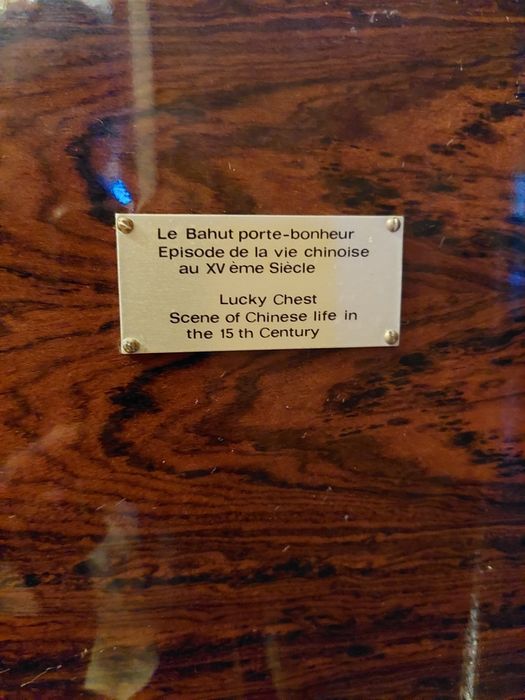 Le Bahut porte-bonheur
Episode de la vie chinoise
au XV ème Siècle
Lucky Chest
Scene of Chinese life in
the 15 th Century